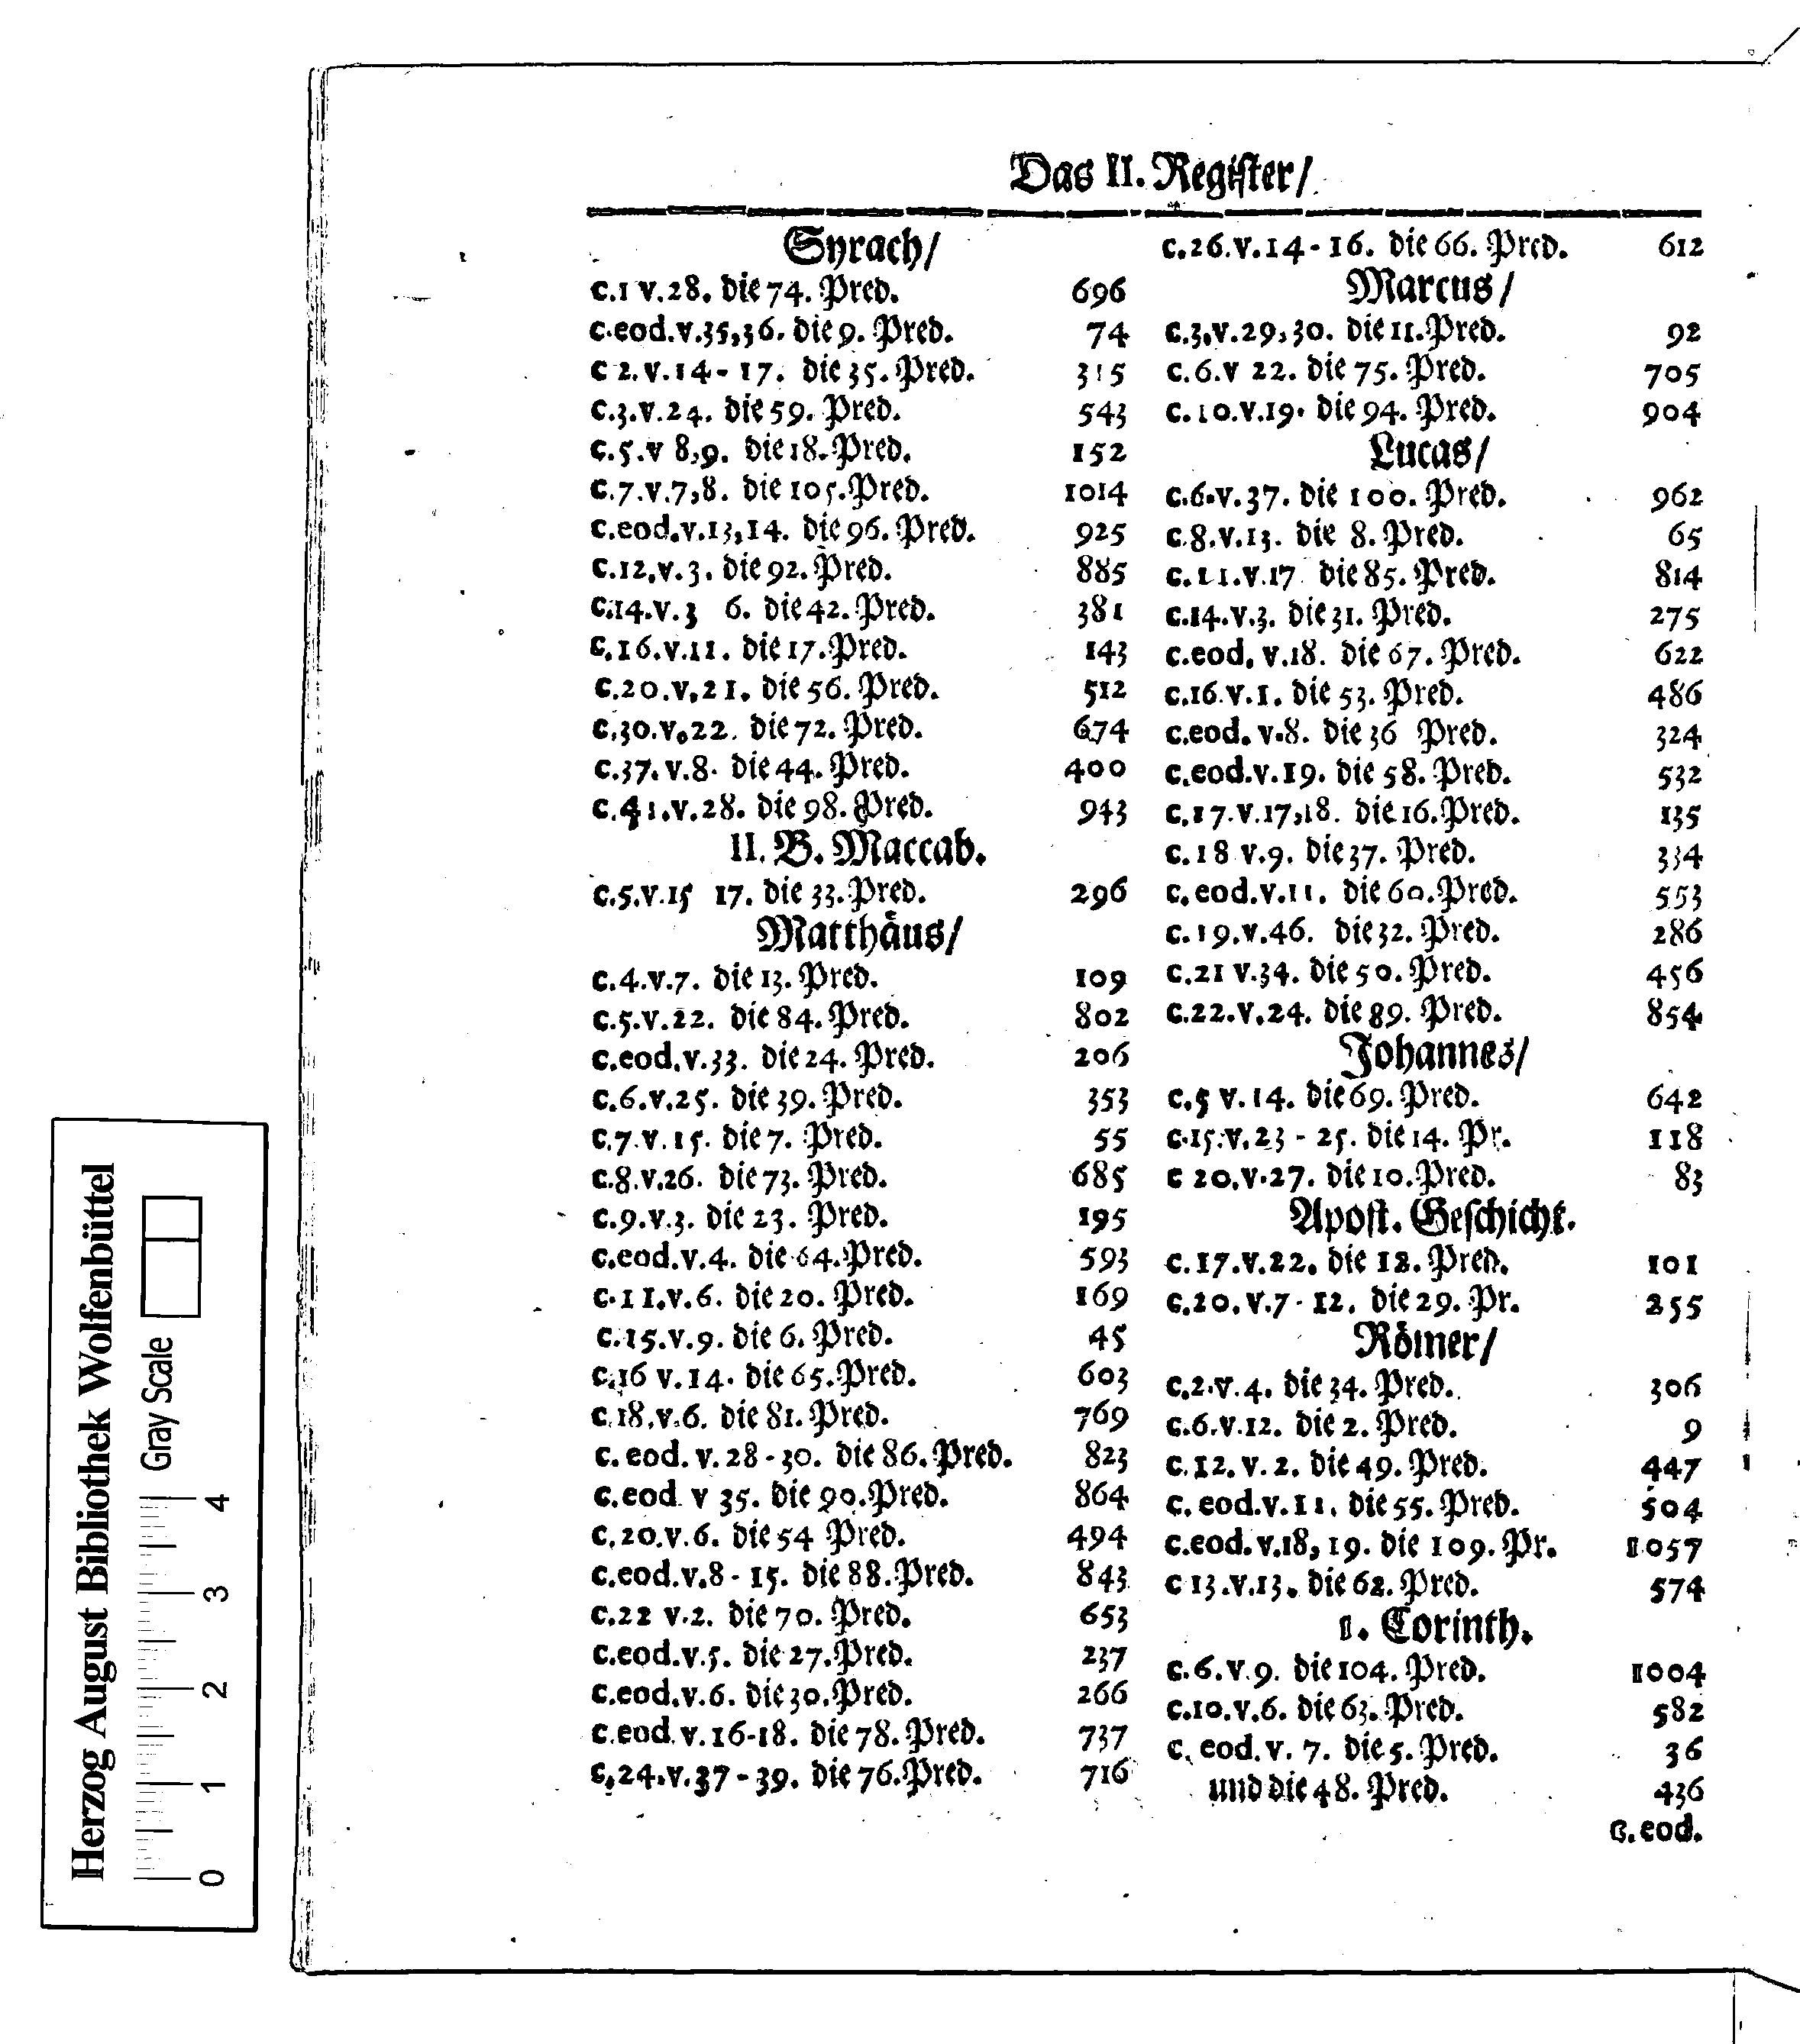 Das II. Register/
Syrach/
c.1 v.28. die 74. Pred. 696
c.eod.v.35,36. die 9. Pred. 74
c 2.v.14-17. die 35. Pred. 315
c.3.v.24. die 59. Pred. 543
c.5.v 8,9. die 18. Pred. 152
c.7.v.7,8. die 105. Pred. 1014
c.eod.v.13,14. die 96. Pred. 925
c.12.v.3. die 92. Pred. 885
c.14.v.3 6. die 42. Pred. 381
c.16.v.11. die 17. Pred. 143
c.20.v.21. die 56. Pred. 512
c.30.v.22. die 72. Pred. 674
c.37.v.8. die 44. Pred. 400
c.41.v.28. die 98. Pred. 943
II. B. Maccab.
c.5.v.15 17. die 33. Pred. 296
Matthäus/
c.4.v.7. die 13. Pred. 109
c.5.v.22. die 84. Pred. 802
c.eod.v.33. die 24. Pred. 206
c.6.v.25. die 39. Pred. 353
c.7.v.15. die 7. Pred. 55
c.8.v.26. die 73. Pred. 685
c.9.v.3. die 23. Pred. 195
c.eod.v.4. die 64. Pred. 593
c.11.v.6. die 20. Pred. 169
c.15.v.9. die 6. Pred. 45
c.16 v.14. die 65. Pred. 603
c.18.v.6. die 81. Pred. 769
c. eod. v. 28-30. die 86. Pred. 823
c.eod v 35. die 90. Pred. 864
c.20.v.6. die 54 Pred. 494
c.eod.v.8-15. die 88. Pred. 843
c.22 v.2. die 70. Pred. 653
c.eod.v.5. die 27. Pred. 237
c.eod.v.6. die 30. Pred. 266
c.eod.v.16-18. die 78. Pred. 737
c.24.v.37-39. die 76. Pred. 716
c.26.v.14-16. die 66. Pred. 612
Marcus/
c.3.v.29,30. die 11. Pred. 92
c.6.v 22. die 75. Pred. 705
c.10.v.19. die 94. Pred. 904
Lucas/
c.6.v.37. die 100. Pred. 962
c.8.v.13. die 8. Pred. 65
c.11.v.17 die 85. Pred. 814
c.14.v.3. die 31. Pred. 275
c.eod. v.18. die 67. Pred. 622
c.16.v.1. die 53. Pred. 486
c.eod. v.8. die 36 Pred. 324
c.eod.v.19. die 58. Pred. 532
c.17.v.17,18. die 16. Pred. 135
c.18 v.9. die 37. Pred. 334
c. eod.v.11. die 60. Pred. 553
c.19.v.46. die 32. Pred. 286
c.21 v.34. die 50. Pred. 456
c.22.v.24. die 89. Pred. 854
Johannes/
c.5 v.14. die 69. Pred. 642
c.15.v.23-25. die 14. Pr. 118
c 20.v.27. die 10. Pred. 83
Apost. Geschicht.
c.17.v.22. die 12. Pred. 101
c.20.v.7-12. die 29. Pr. 255
Römer/
c.2.v.4. die 34. Pred. 306
c.6.v.12. die 2. Pred. 9
c.12.v.2. die 49. Pred. 447
c. eod.v.11. die 55. Pred. 504
c.eod.v.18,19. die 109. Pr. 1057
c 13.v.13. die 62. Pred. 574
1. Corinth.
c.6.v.9. die 104. Pred. 1004
c.10.v.6. die 63. Pred. 582
c. eod. v. 7. die 5. Pred. 36
und die 48. Pred. 436
c.eod.
Herzog August Bibliothek Wolfenbüttel
Gray Scale
0 1 2 3 4